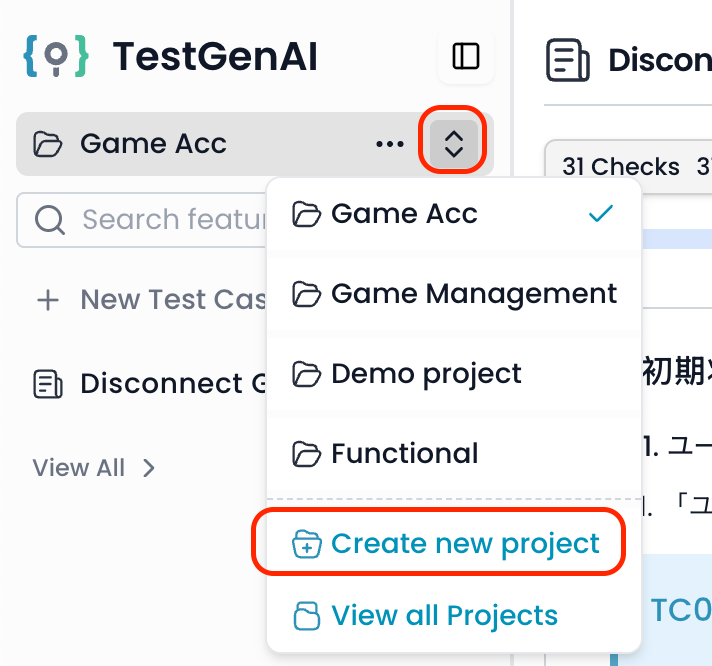 TestGenAI
Disconn
Game Acc
31 Checks 3
Search featu
Game Acc
New Test Cas
Game Management
初期
Disconnect G
Demo project
1. ユー
View All
Functional
1. 「ユ
Create new project
TC0
View all Projects